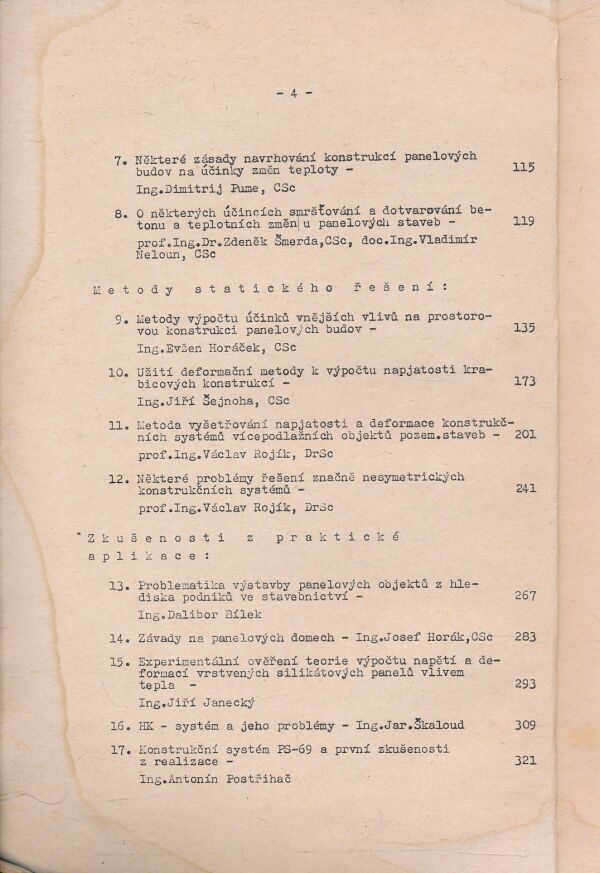 - 4 -
7. Některé zásady navrhování konstrukcí panelových
budov na účinky změn teploty - 115
Ing.Dimitrij Pume, CSc
8. O některých účincích smršťování a dotvarování be-
tonu a teplotních změn u panelových staveb - 119
prof.Ing.Dr.Zdeněk Šmerda,CSc, doc.Ing.Vladimír
Neloun, CSc
Metody statického řešení:
9. Metody výpočtu účinků vnějších vlivů na prostoro-
vou konstrukci panelových budov - 135
Ing.Evžen Horáček, CSc
10. Užití deformační metody k výpočtu napjatosti kra-
bicových konstrukcí - 173
Ing.Jiří Šejnoha, CSc
11. Metoda vyšetřování napjatosti a deformace konstrukč-
ních systémů vícepodlažních objektů pozem.staveb - 201
prof.Ing.Václav Rojík, DrSc
12. Některé problémy řešení značně nesymetrických
konstrukčních systémů - 241
prof.Ing.Václav Rojík, DrSc
Zkušenosti z praktické
aplikace:
13. Problematika výstavby panelových objektů z hle-
diska podniků ve stavebnictví - 267
Ing.Dalibor Bílek
14. Závady na panelových domech - Ing.Josef Horák,CSc 283
15. Experimentální ověření teorie výpočtu napětí a de-
formací vrstvených silikátových panelů vlivem
tepla - 293
Ing.Jiří Janecký
16. HK - systém a jeho problémy - Ing.Jar.Škaloud 309
17. Konstrukční systém PS-69 a první zkušenosti
z realizace - 321
Ing.Antonín Postřihač